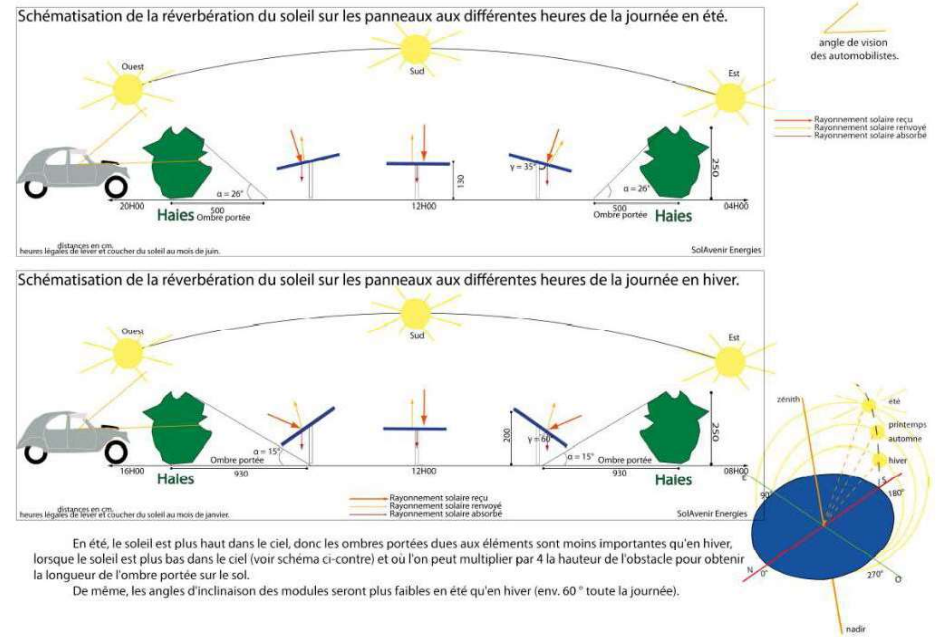 Schématisation de la réverbération du soleil sur les panneaux aux différentes heures de la journée en été.
angle de vision
des automobilistes.
Ouest
Sud
Est
Rayonnement solaire reçu
Rayonnement solaire renvoyé
Rayonnement solaire absorbé
γ = 35°
130
250
α = 26°
α = 26°
20H00
500
12H00
500
04H00
Haies
Ombre portée
Ombre portée
Haies
distances en cm.
heures légales de lever et coucher du soleil au mois de juin.
SolAvenir Energies
Schématisation de la réverbération du soleil sur les panneaux aux différentes heures de la journée en hiver.
Ouest
Sud
Est
zénith
été
printemps
automne
hiver
200
250
γ = 60°
α = 15°
α = 15°
Ombre portée
Ombre portée
16H00
930
12H00
930
08H00
Haies
Haies
Rayonnement solaire reçu
Rayonnement solaire renvoyé
Rayonnement solaire absorbé
distances en cm.
heures légales de lever et coucher du soleil au mois de janvier.
SolAvenir Energies
E
90°
S
180°
N
0°
270°
O
nadir
En été, le soleil est plus haut dans le ciel, donc les ombres portées dues aux éléments sont moins importantes qu'en hiver,
lorsque le soleil est plus bas dans le ciel (voir schéma ci-contre) et où l'on peut multiplier par 4 la hauteur de l'obstacle pour obtenir
la longueur de l'ombre portée sur le sol.
De même, les angles d'inclinaison des modules seront plus faibles en été qu'en hiver (env. 60 ° toute la journée).